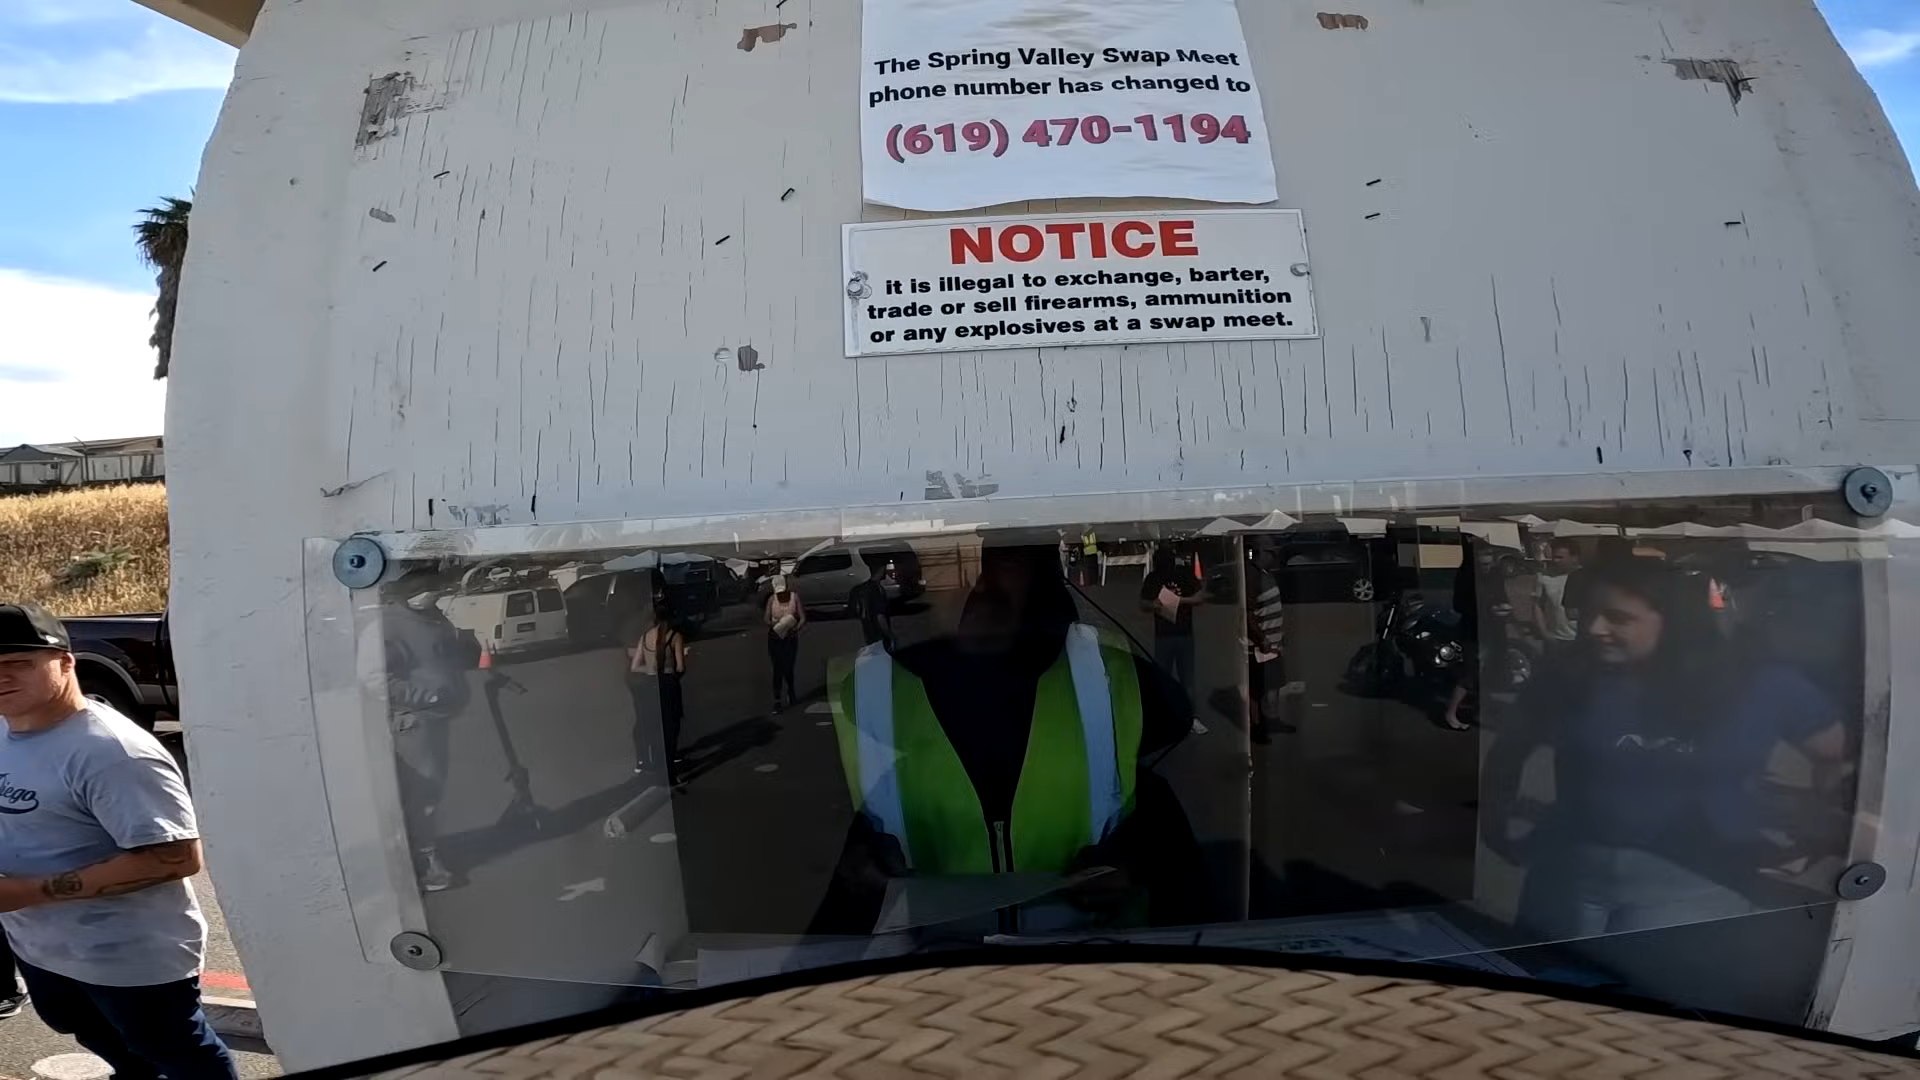 The Spring Valley Swap Meet
phone number has changed to
(619) 470-1194
NOTICE
it is illegal to exchange, barter,
trade or sell firearms, ammunition
or any explosives at a swap meet.
iego